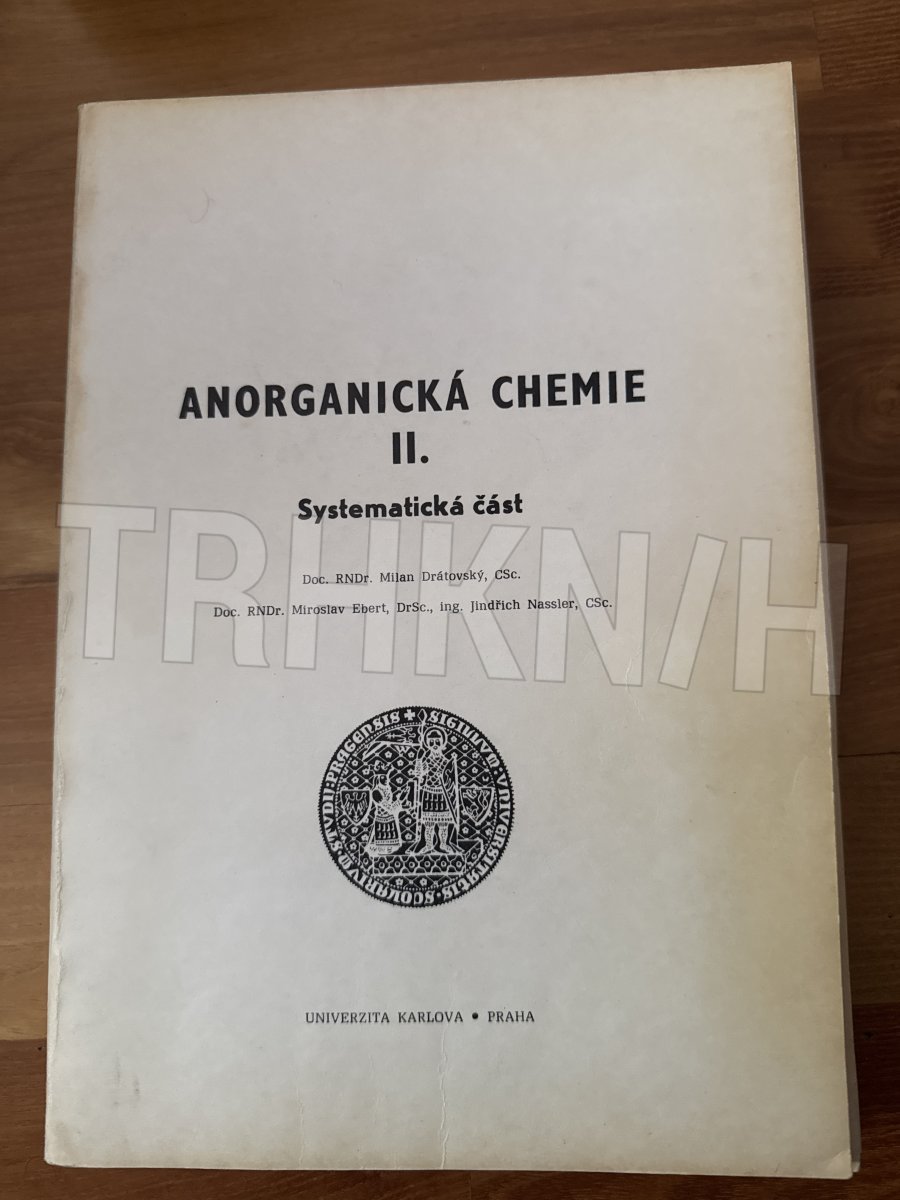 ANORGANICKÁ CHEMIE
II.
Systematická část
Doc. RNDr. Milan Drátovský, CSc.
Doc. RNDr. Miroslav Ebert, DrSc., ing. Jindřich Nassler, CSc.
TRHKN/H
UNIVERZITA KARLOVA • PRAHA